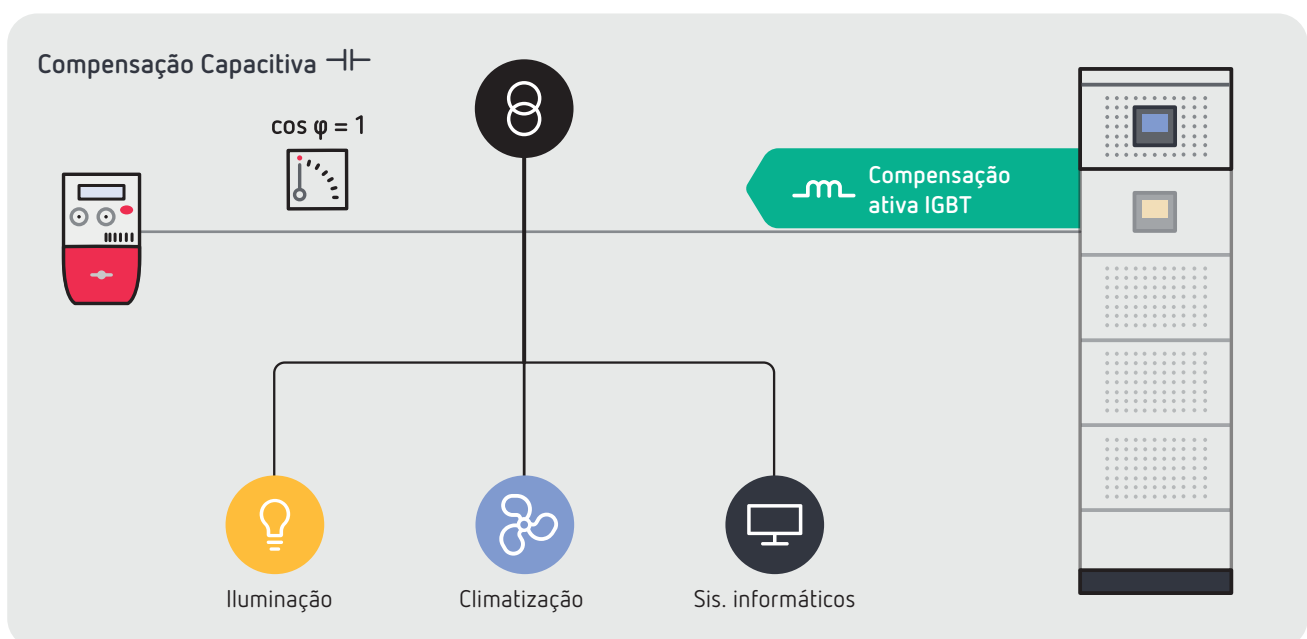 Compensação Capacitiva
cos φ = 1
Compensação
ativa IGBT
Iluminação
Climatização
Sis. informáticos